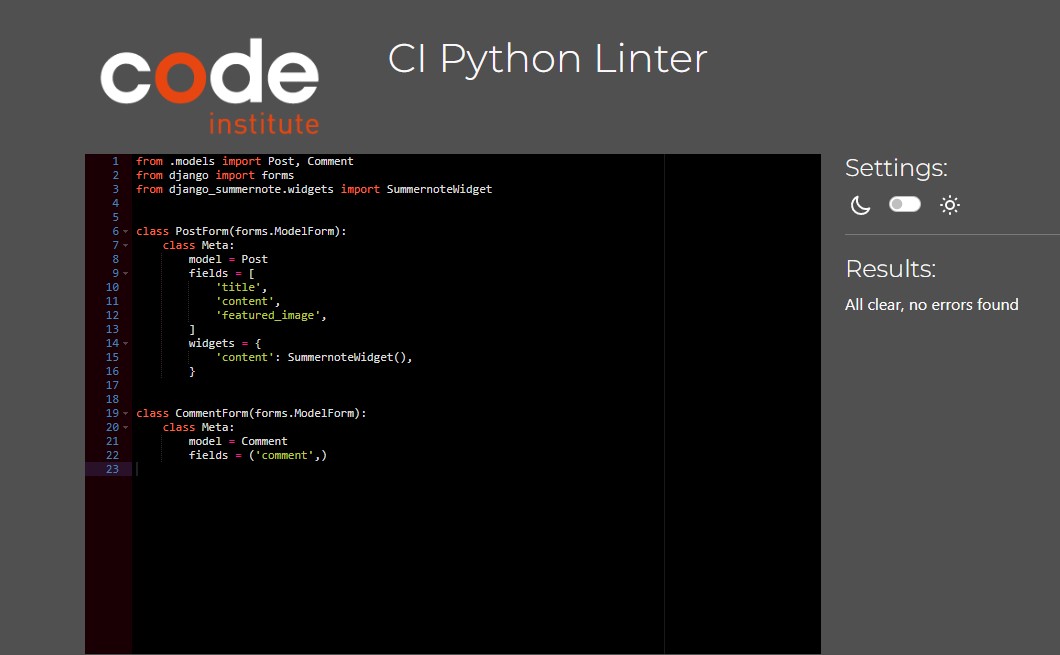 code
institute
CI Python Linter
1 from .models import Post, Comment
2 from django import forms
3 from django_summernote.widgets import SummernoteWidget
4
5
6 class PostForm(forms.ModelForm):
7     class Meta:
8         model = Post
9         fields = [
10             'title',
11             'content',
12             'featured_image',
13         ]
14         widgets = {
15             'content': SummernoteWidget(),
16         }
17
18
19 class CommentForm(forms.ModelForm):
20     class Meta:
21         model = Comment
22         fields = ('comment',)
23
Settings:
Results:
All clear, no errors found